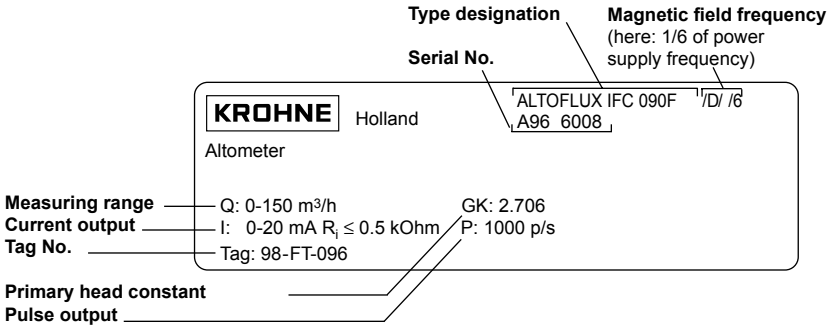 Type designation
Magnetic field frequency
(here: 1/6 of power
supply frequency)
Serial No.
KROHNE Holland
ALTOFLUX IFC 090F /D/ /6
A96 6008
Altometer
Measuring range Q: 0-150 m³/h GK: 2.706
Current output I: 0-20 mA Rᵢ ≤ 0.5 kOhm P: 1000 p/s
Tag No. Tag: 98-FT-096
Primary head constant
Pulse output